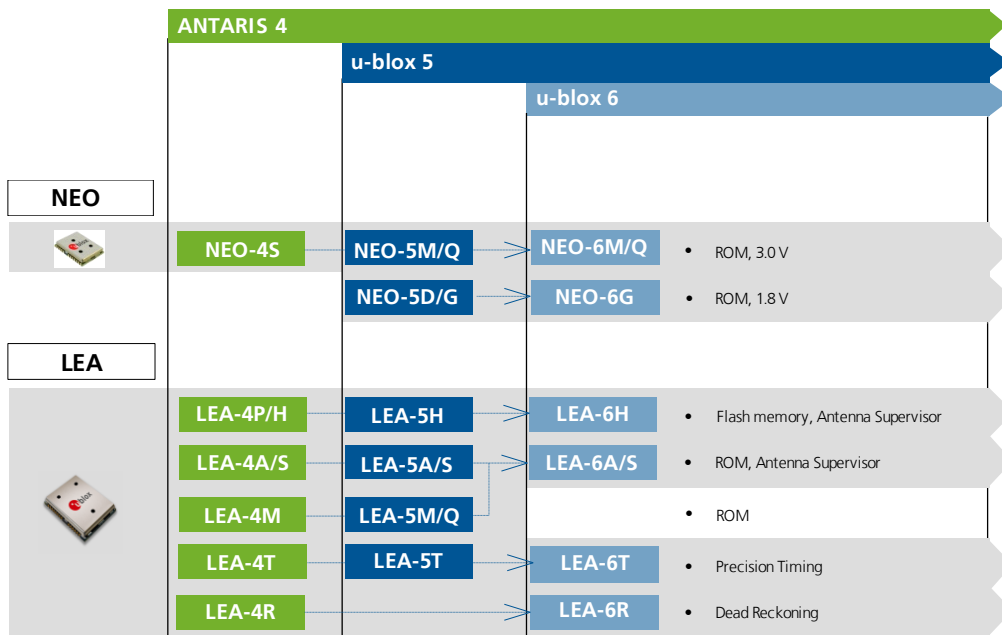 ANTARIS 4
u-blox 5
u-blox 6
NEO
NEO-4S NEO-5M/Q NEO-6M/Q • ROM, 3.0 V
NEO-5D/G NEO-6G • ROM, 1.8 V
LEA
LEA-4P/H LEA-5H LEA-6H • Flash memory, Antenna Supervisor
LEA-4A/S LEA-5A/S LEA-6A/S • ROM, Antenna Supervisor
LEA-4M LEA-5M/Q • ROM
LEA-4T LEA-5T LEA-6T • Precision Timing
LEA-4R LEA-6R • Dead Reckoning